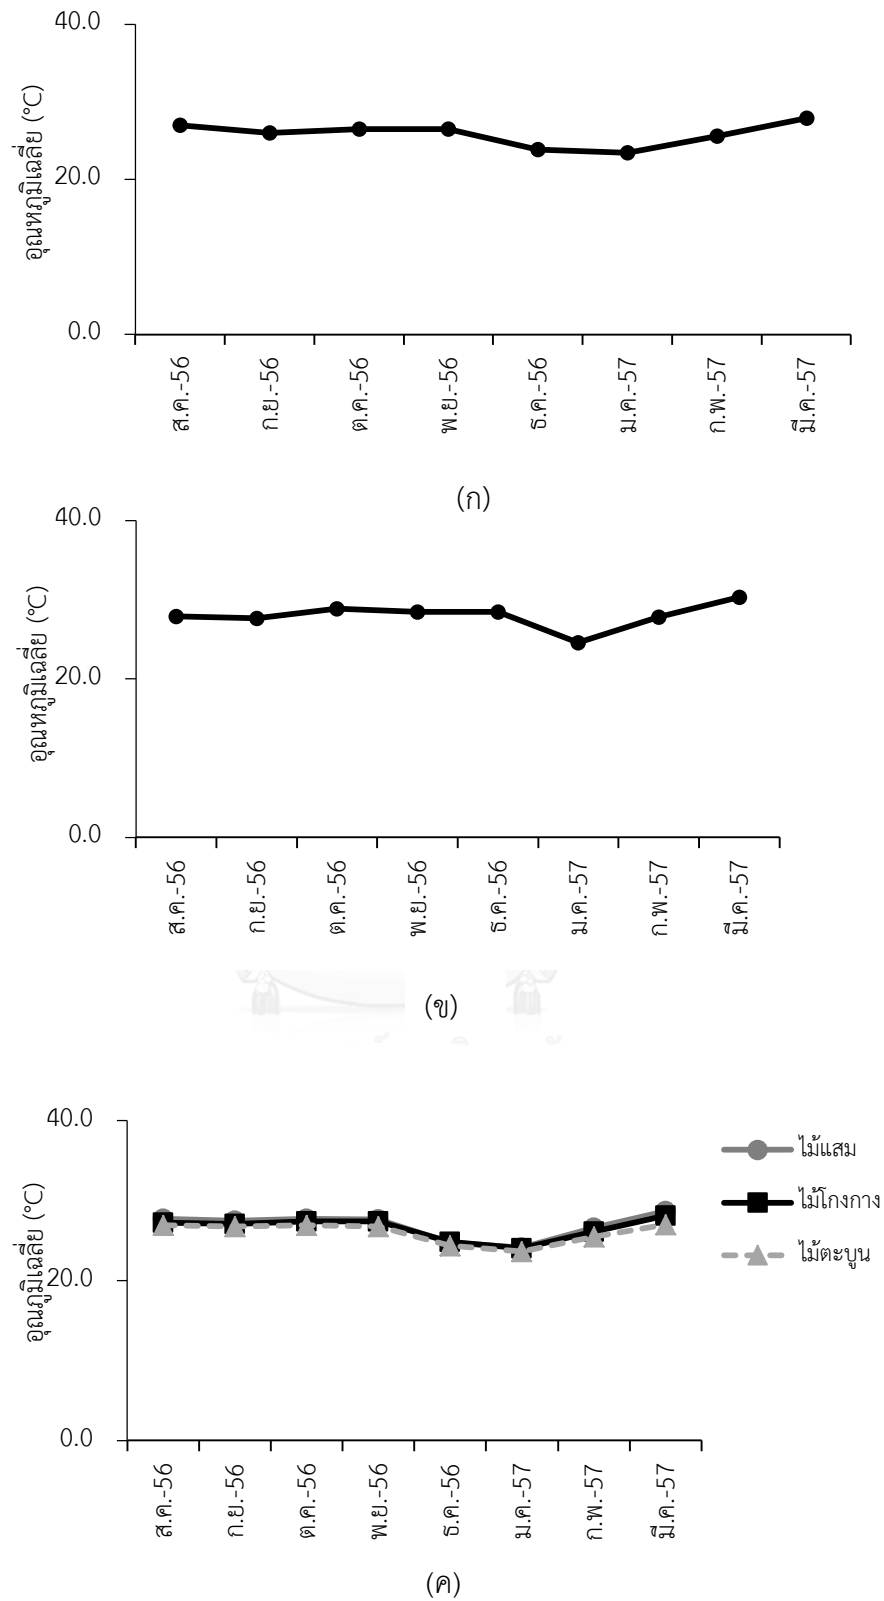 40.0
อุณหภูมิเฉลี่ย (°C)
20.0
0.0
ส.ค.-56
ก.ย.-56
ต.ค.-56
พ.ย.-56
ธ.ค.-56
ม.ค.-57
ก.พ.-57
มี.ค.-57
(ก)
40.0
อุณหภูมิเฉลี่ย (°C)
20.0
0.0
ส.ค.-56
ก.ย.-56
ต.ค.-56
พ.ย.-56
ธ.ค.-56
ม.ค.-57
ก.พ.-57
มี.ค.-57
(ข)
40.0
อุณภูมิเฉลี่ย (°C)
20.0
0.0
ไม้แสม
ไม้โกงกาง
ไม้ตะบูน
ส.ค.-56
ก.ย.-56
ต.ค.-56
พ.ย.-56
ธ.ค.-56
ม.ค.-57
ก.พ.-57
มี.ค.-57
(ค)